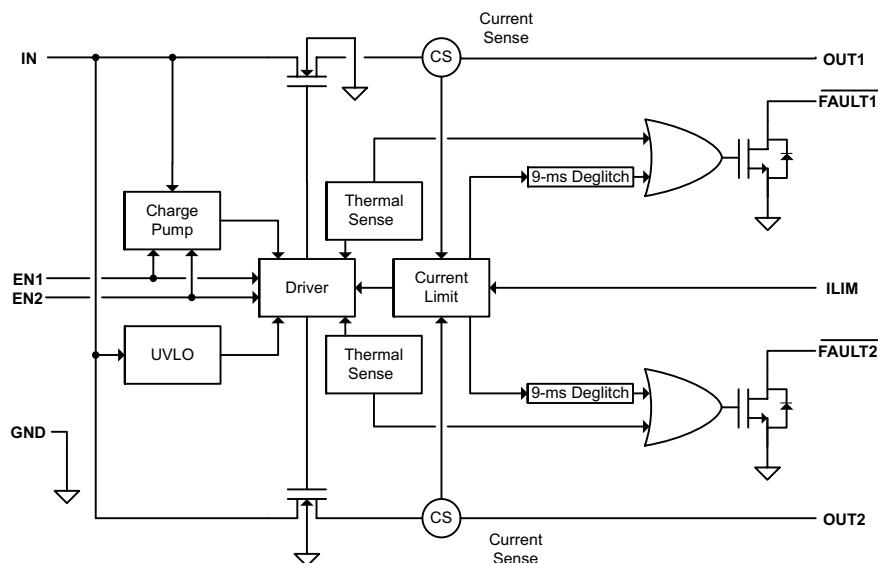 Current
Sense
IN
CS
OUT1
FAULT1
9-ms Deglitch
Thermal
Sense
Charge
Pump
EN1
EN2
Driver
Current
Limit
ILIM
UVLO
Thermal
Sense
FAULT2
9-ms Deglitch
GND
CS
OUT2
Current
Sense